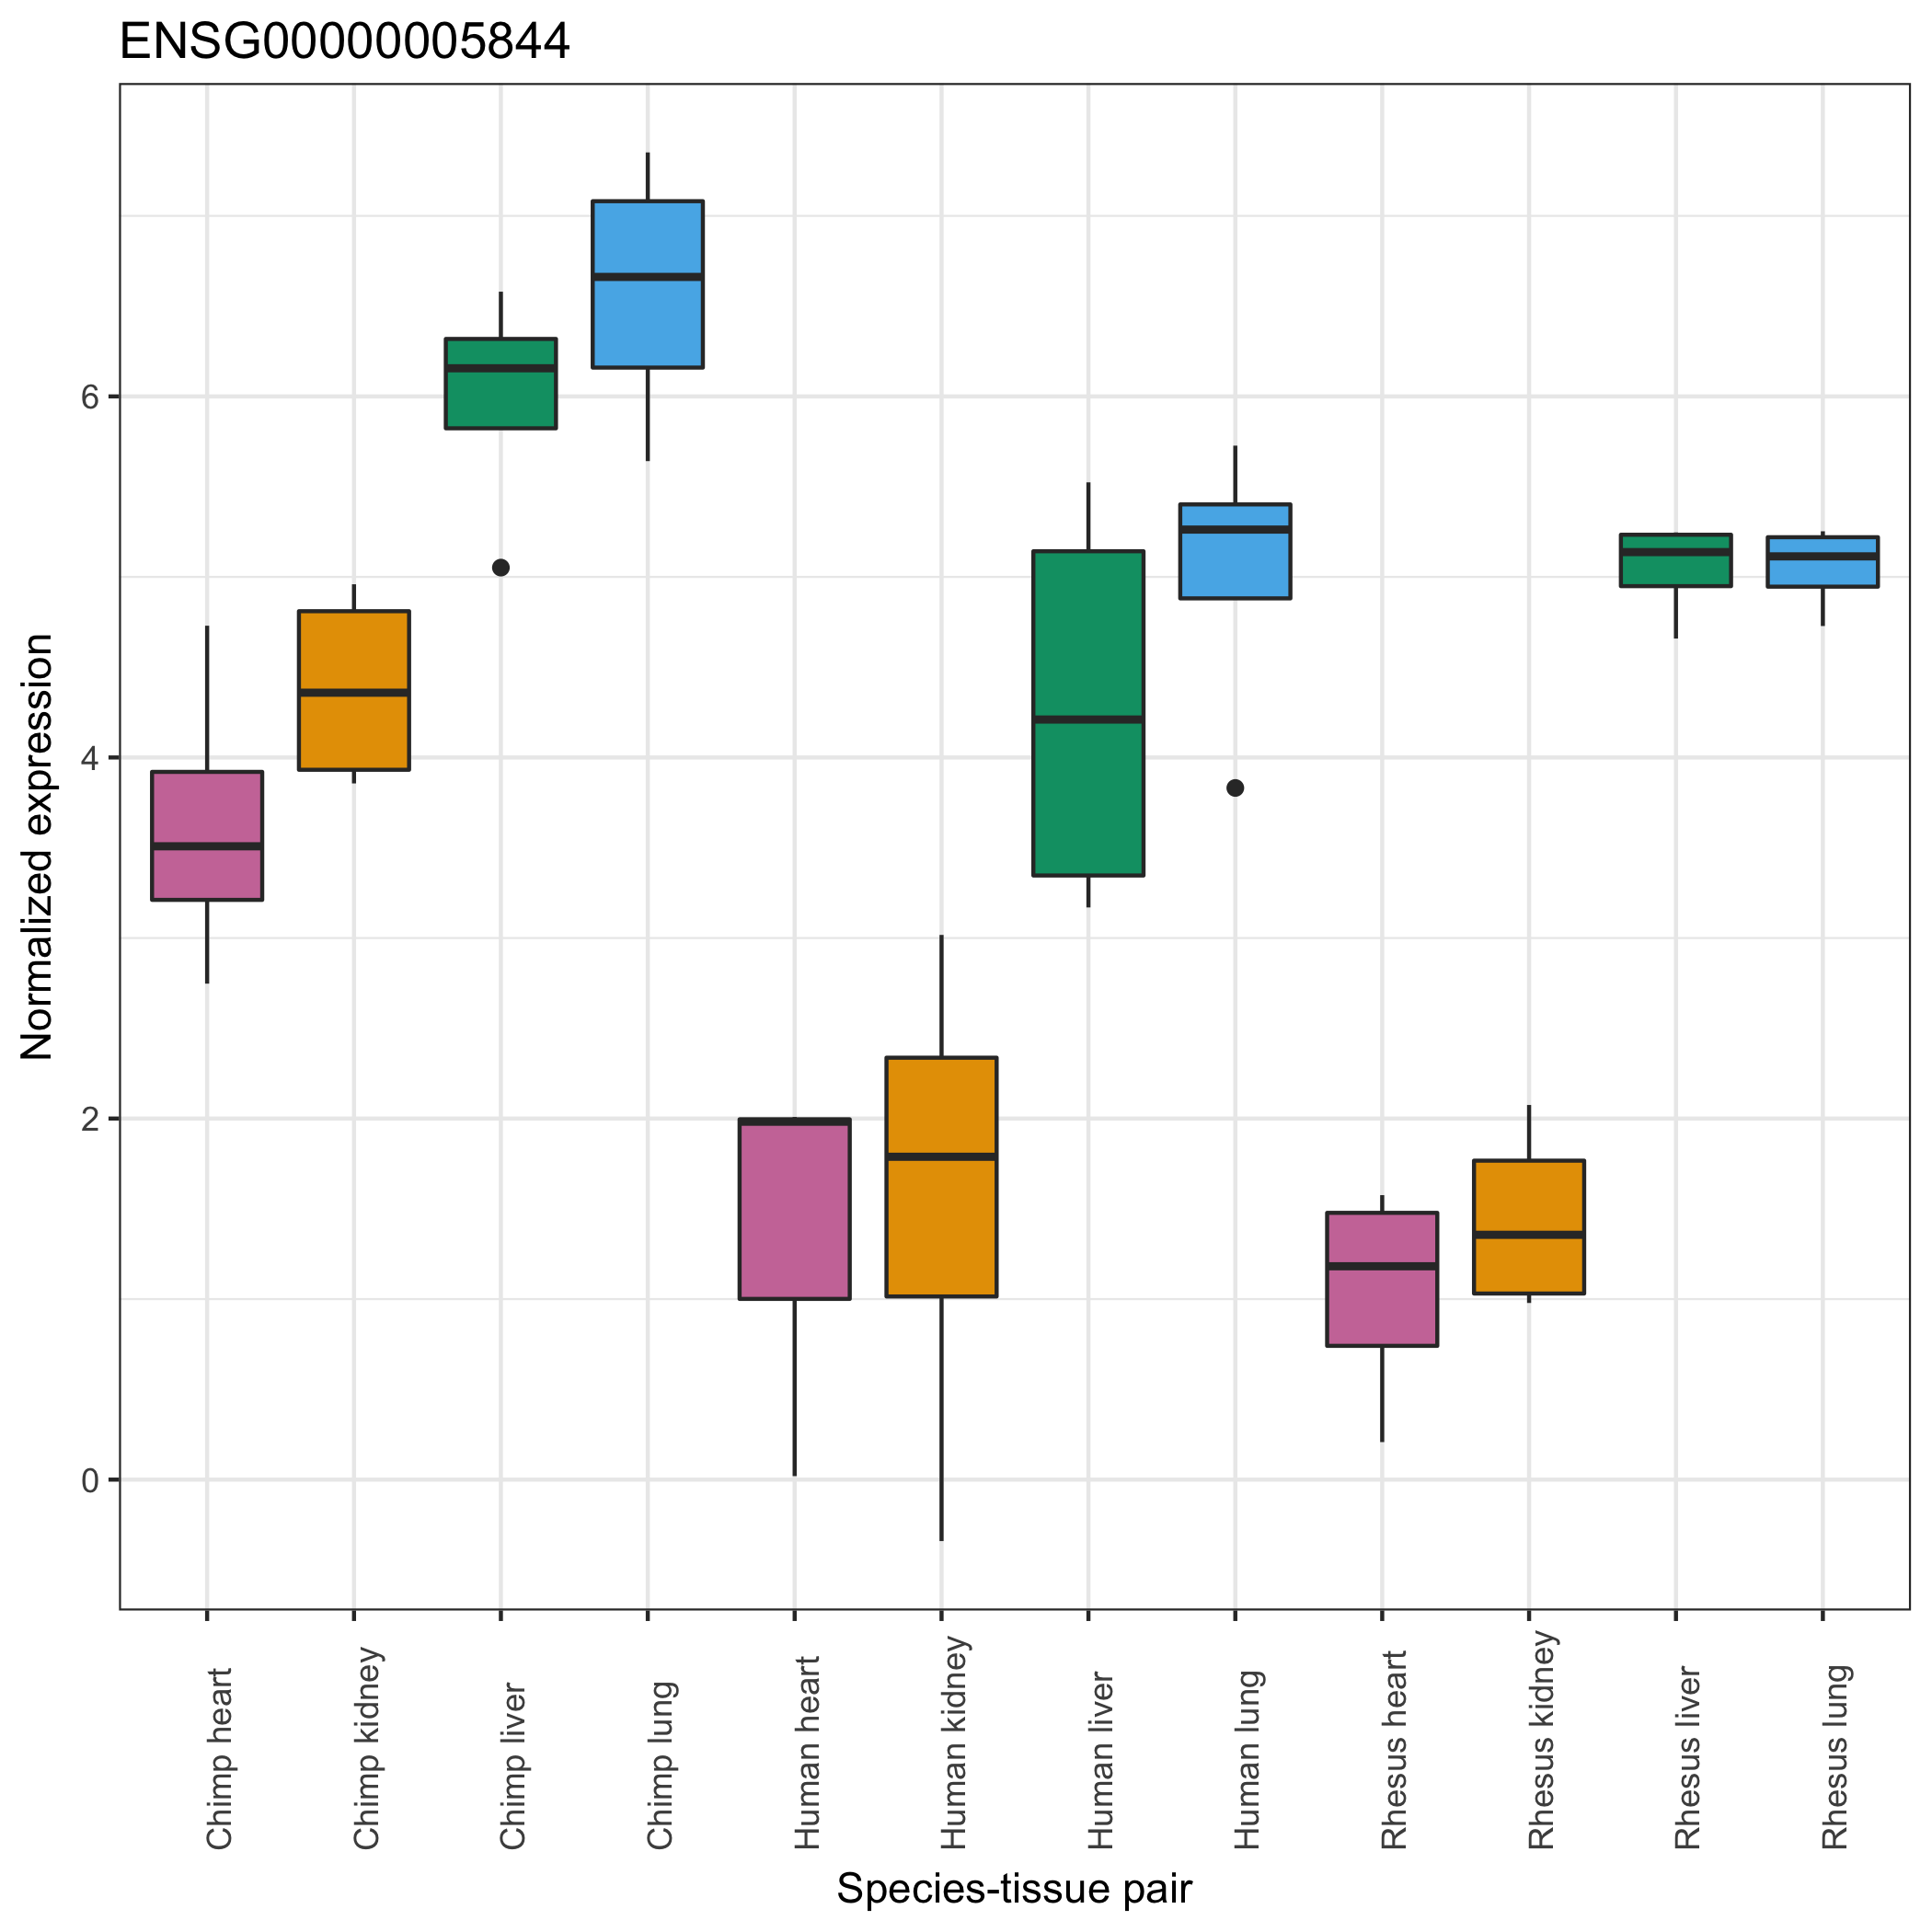 ENSG00000005844
Normalized expression
6
4
2
0
Chimp heart
Chimp kidney
Chimp liver
Chimp lung
Human heart
Human kidney
Human liver
Human lung
Rhesus heart
Rhesus kidney
Rhesus liver
Rhesus lung
Species-tissue pair